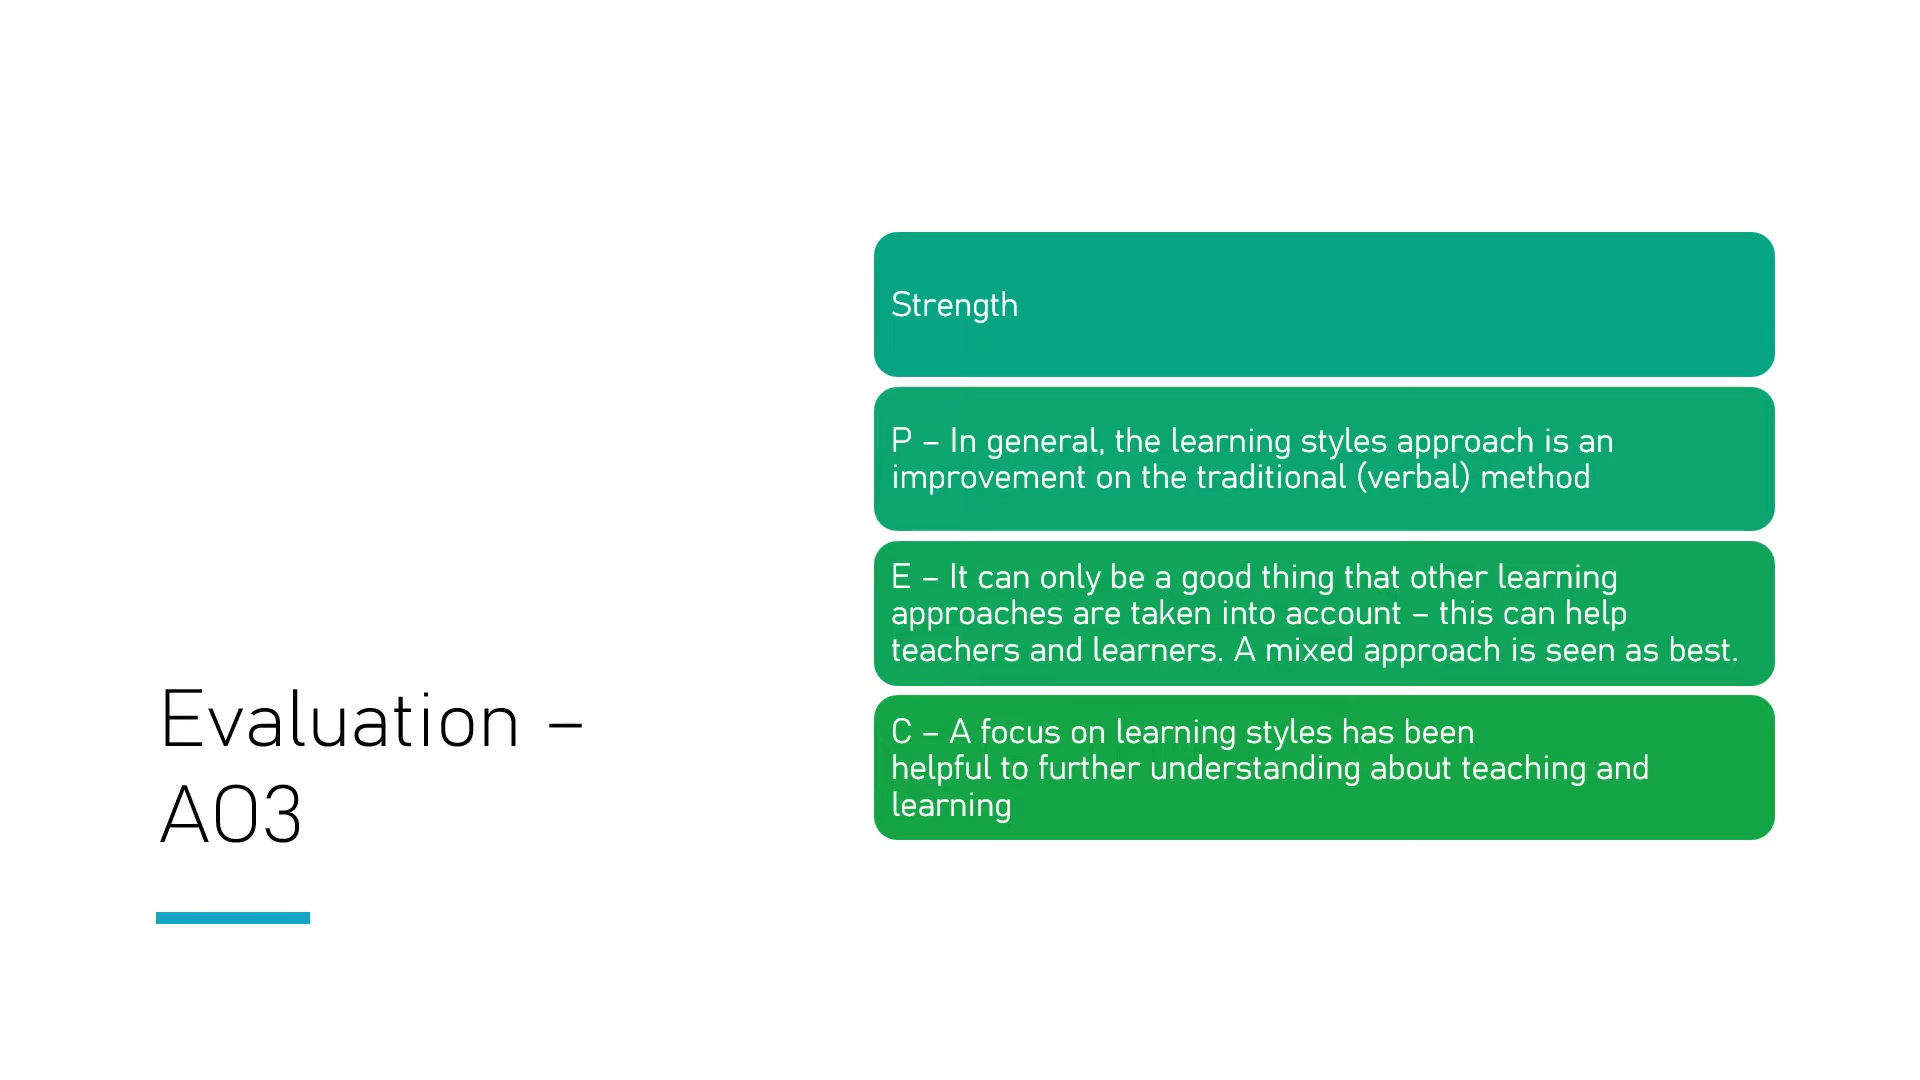 Evaluation –
AO3
Strength
P – In general, the learning styles approach is an
improvement on the traditional (verbal) method
E – It can only be a good thing that other learning
approaches are taken into account – this can help
teachers and learners. A mixed approach is seen as best.
C – A focus on learning styles has been
helpful to further understanding about teaching and
learning